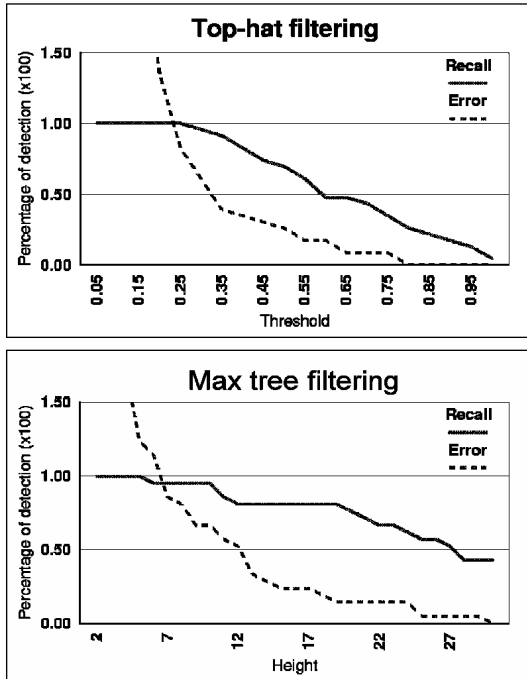 Top-hat filtering
Percentage of detection (x100)
1.50
1.00
0.50
0.00
Recall
Error
0.05
0.15
0.25
0.35
0.45
0.55
0.65
0.75
0.85
0.95
Threshold
Max tree filtering
Percentage of detection (x100)
1.50
1.00
0.50
0.00
Recall
Error
2
7
12
17
22
27
Height